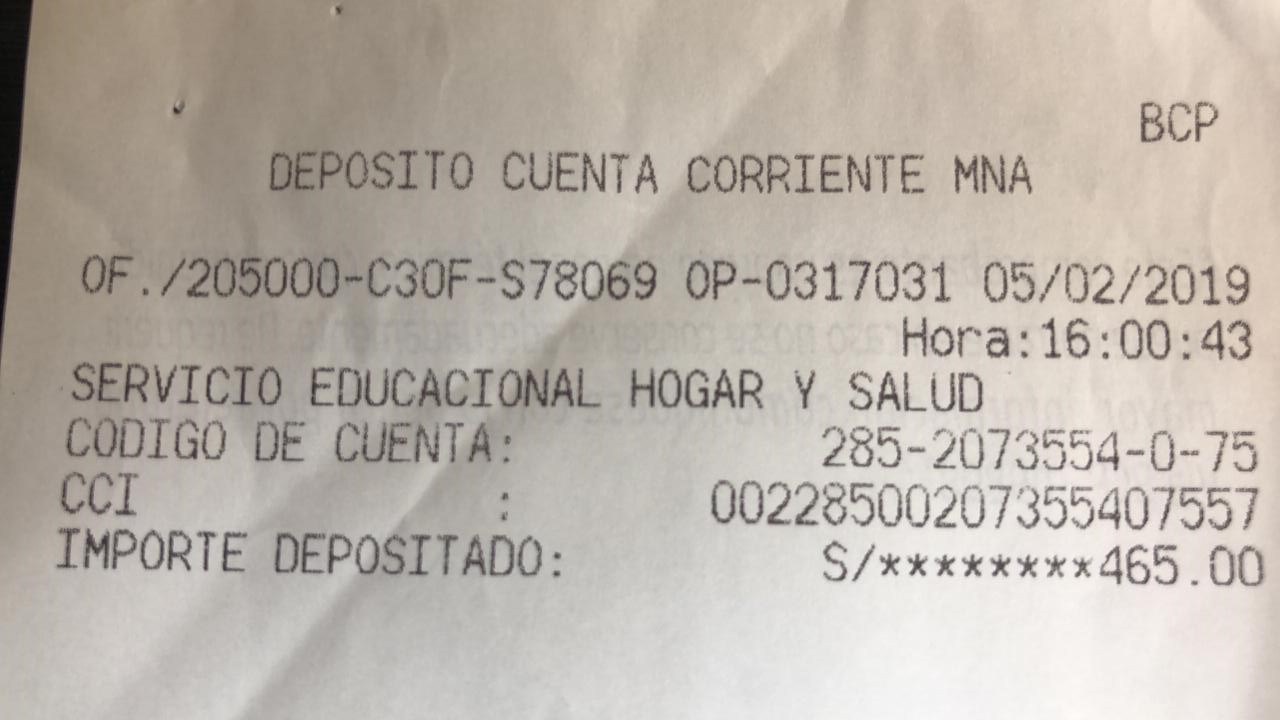 BCP
DEPOSITO CUENTA CORRIENTE MNA
OF./205000-C30F-S78069 OP-0317031 05/02/2019
Hora:16:00:43
SERVICIO EDUCACIONAL HOGAR Y SALUD
CODIGO DE CUENTA: 285-2073554-0-75
CCI : 00228500207355407557
IMPORTE DEPOSITADO: S/********465.00